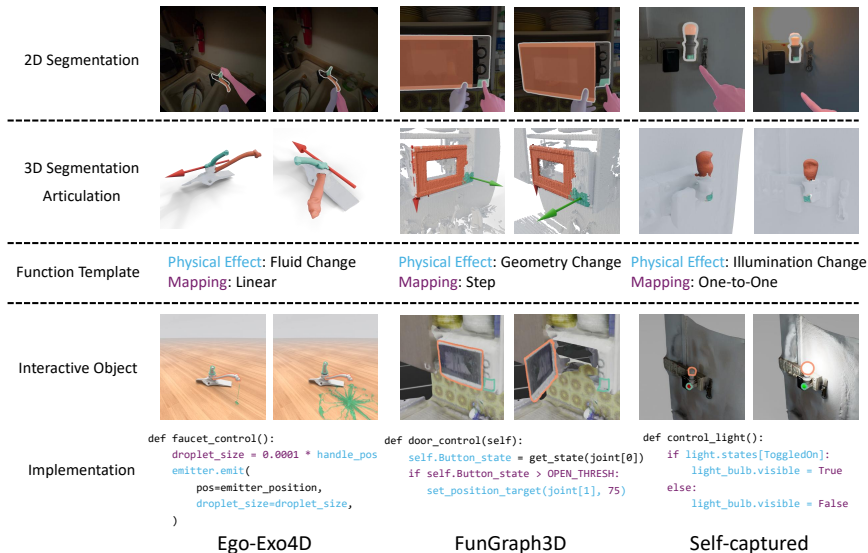 2D Segmentation
3D Segmentation
Articulation
Function Template
Physical Effect: Fluid Change
Mapping: Linear
Physical Effect: Geometry Change
Mapping: Step
Physical Effect: Illumination Change
Mapping: One-to-One
Interactive Object
Implementation
def faucet_control():
    droplet_size = 0.0001 * handle_pos
    emitter.emit(
        pos=emitter_position,
        droplet_size=droplet_size,
    )
def door_control(self):
    self.Button_state = get_state(joint[0])
    if self.Button_state > OPEN_THRESH:
        set_position_target(joint[1], 75)
def control_light():
    if light.states[ToggledOn]:
        light_bulb.visible = True
    else:
        light_bulb.visible = False
Ego-Exo4D
FunGraph3D
Self-captured